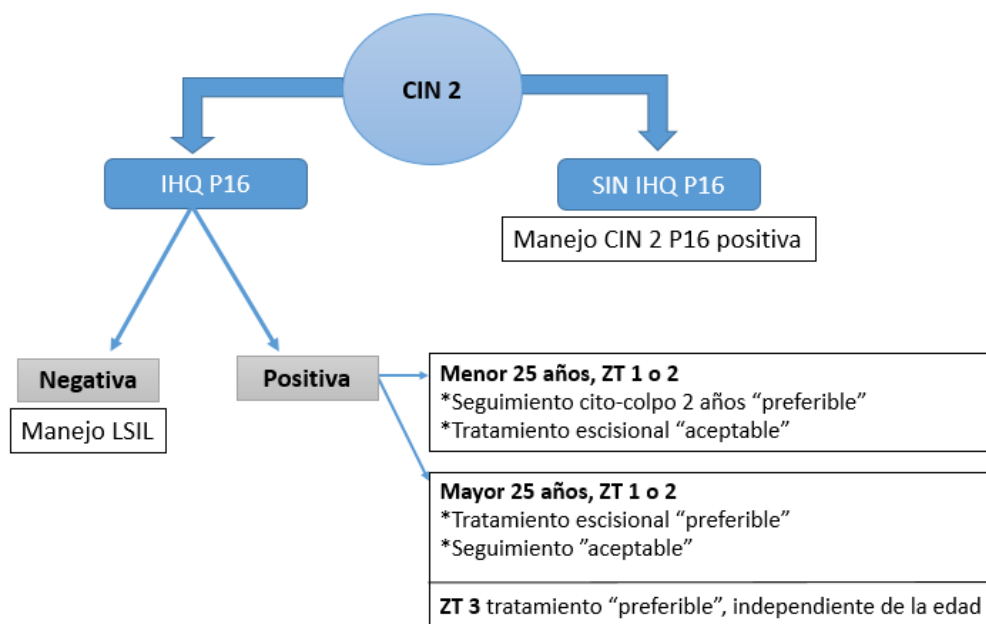 CIN 2
IHQ P16
SIN IHQ P16
Manejo CIN 2 P16 positiva
Negativa
Manejo LSIL
Positiva
Menor 25 años, ZT 1 o 2
*Seguimiento cito-colpo 2 años “preferible”
*Tratamiento escisional “aceptable”
Mayor 25 años, ZT 1 o 2
*Tratamiento escisional “preferible”
*Seguimiento ”aceptable”
ZT 3 tratamiento “preferible”, independiente de la edad